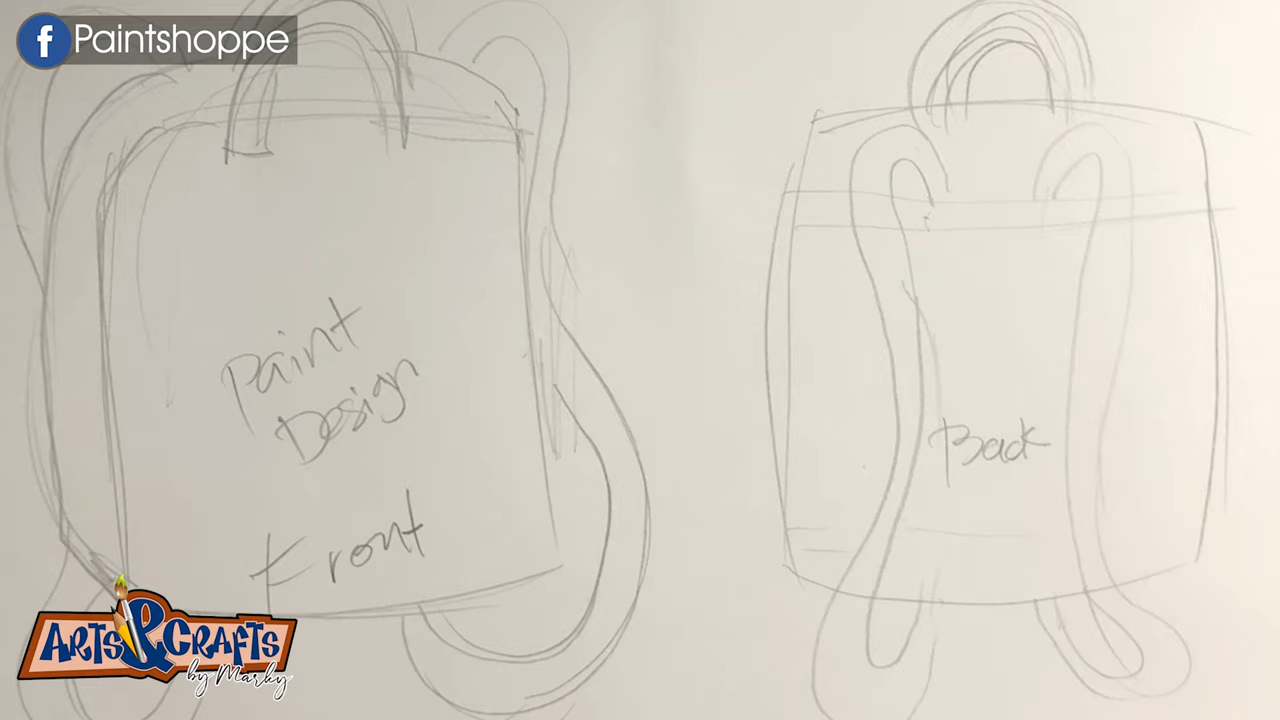 f Paintshoppe
Paint
Design
Front
Back
ARTS & CRAFTS
by Marky